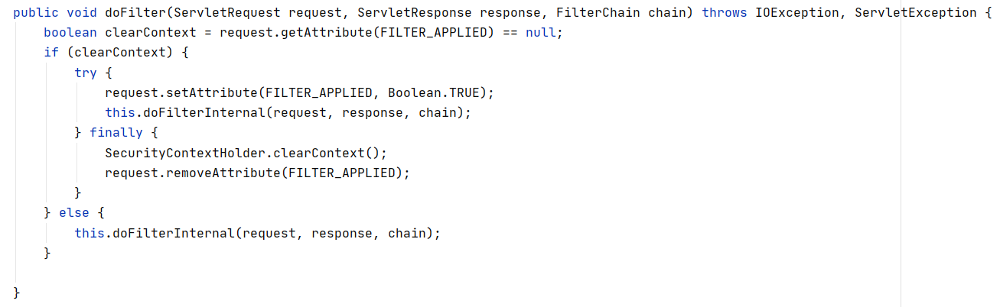 public void doFilter(ServletRequest request, ServletResponse response, FilterChain chain) throws IOException, ServletException {
    boolean clearContext = request.getAttribute(FILTER_APPLIED) == null;
    if (clearContext) {
        try {
            request.setAttribute(FILTER_APPLIED, Boolean.TRUE);
            this.doFilterInternal(request, response, chain);
        } finally {
            SecurityContextHolder.clearContext();
            request.removeAttribute(FILTER_APPLIED);
        }
    } else {
        this.doFilterInternal(request, response, chain);
    }

}